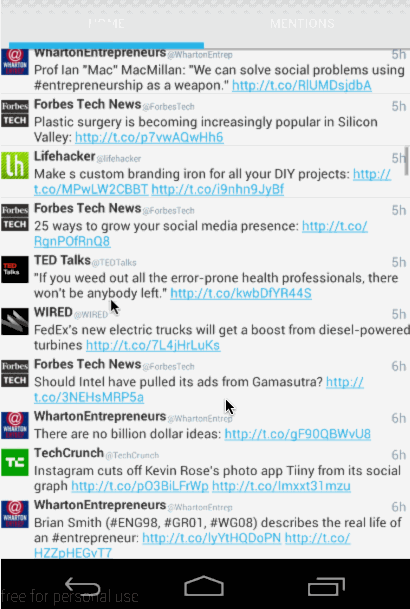 HOME MENTIONS
WhartonEntrepreneurs @WhartonEntrep 5h
Prof Ian "Mac" MacMillan: "We can solve social problems using
#entrepreneurship as a weapon." http://t.co/RlUMDsjdbA
Forbes Tech News @ForbesTech 5h
Plastic surgery is becoming increasingly popular in Silicon
Valley: http://t.co/p7vwAQwHh6
Lifehacker @lifehacker 5h
Make s custom branding iron for all your DIY projects: http://
t.co/MPwLW2CBBT http://t.co/i9nhn9JyBf
Forbes Tech News @ForbesTech 5h
25 ways to grow your social media presence: http://t.co/
RgnPOfRnQ8
TED Talks @TEDTalks 5h
"If you weed out all the error-prone health professionals, there
won't be anybody left." http://t.co/kwbDfYR44S
WIRED @WIRED 5h
FedEx's new electric trucks will get a boost from diesel-powered
turbines http://t.co/7L4jHrLuKs
Forbes Tech News @ForbesTech 6h
Should Intel have pulled its ads from Gamasutra? http://
t.co/3NEHsMRP5a
WhartonEntrepreneurs @WhartonEntrep 6h
There are no billion dollar ideas: http://t.co/gF90QBWvU8
TechCrunch @TechCrunch 6h
Instagram cuts off Kevin Rose's photo app Tiiny from its social
graph http://t.co/pO3BiLFrWp http://t.co/lmxxt31mzu
WhartonEntrepreneurs @WhartonEntrep 6h
Brian Smith (#ENG98, #GR01, #WG08) describes the real life of
an #entrepreneur: http://t.co/lyYtHQDoPN http://t.co/
HZZpHEGvT7
free for personal use